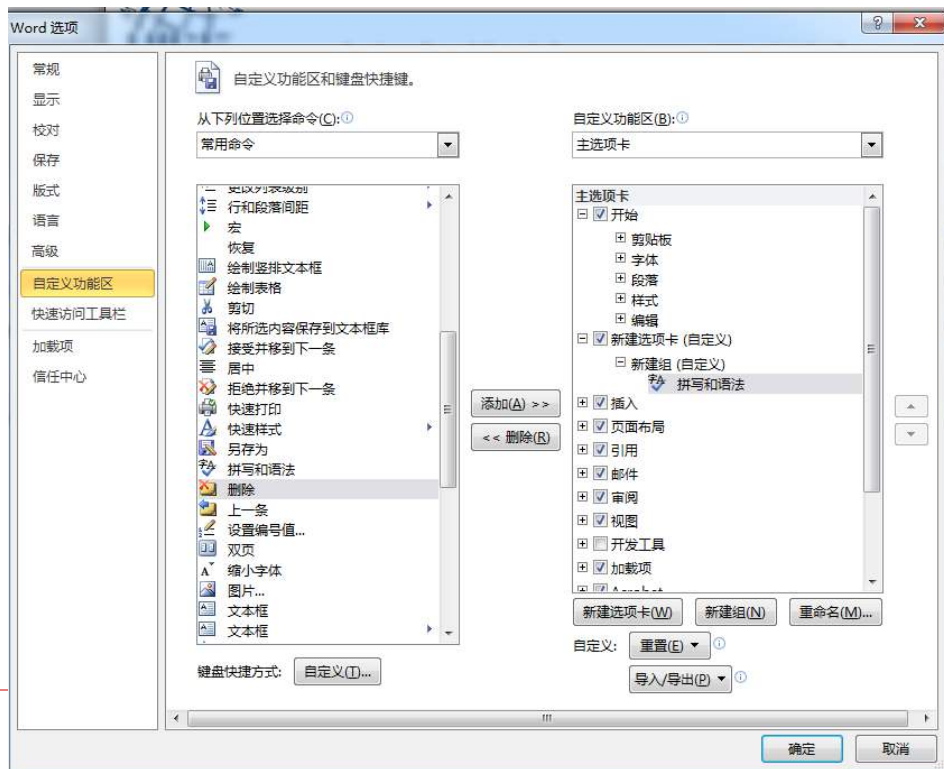 Word 选项
常规
显示
校对
保存
版式
语言
高级
自定义功能区
快速访问工具栏
加载项
信任中心
自定义功能区和键盘快捷键。
从下列位置选择命令(C):
常用命令
更改列表级别
行和段落间距
宏
恢复
绘制竖排文本框
绘制表格
剪切
将所选内容保存到文本框库
接受并移到下一条
居中
拒绝并移到下一条
快速打印
快速样式
另存为
拼写和语法
删除
上一条
设置编号值...
双页
缩小字体
图片...
文本框
文本框
键盘快捷方式: 自定义(T)...
添加(A) >>
<< 删除(R)
自定义功能区(B):
主选项卡
主选项卡
开始
剪贴板
字体
段落
样式
编辑
新建选项卡 (自定义)
新建组 (自定义)
拼写和语法
插入
页面布局
引用
邮件
审阅
视图
开发工具
加载项
Acrobat
新建选项卡(W) 新建组(N) 重命名(M)...
自定义: 重置(E)
导入/导出(P)
确定 取消